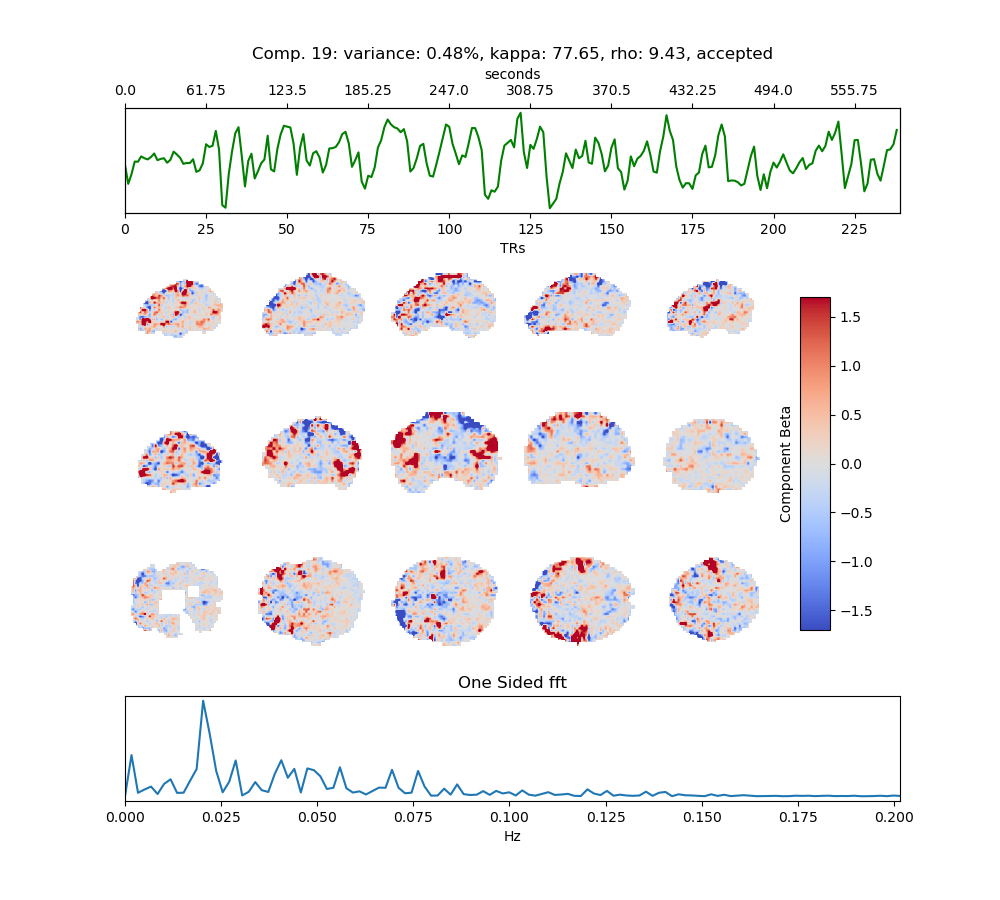 Comp. 19: variance: 0.48%, kappa: 77.65, rho: 9.43, accepted
seconds
0.0 61.75 123.5 185.25 247.0 308.75 370.5 432.25 494.0 555.75
0 25 50 75 100 125 150 175 200 225
TRs
1.5
1.0
0.5
0.0
−0.5
−1.0
−1.5
Component Beta
One Sided fft
0.000 0.025 0.050 0.075 0.100 0.125 0.150 0.175 0.200
Hz